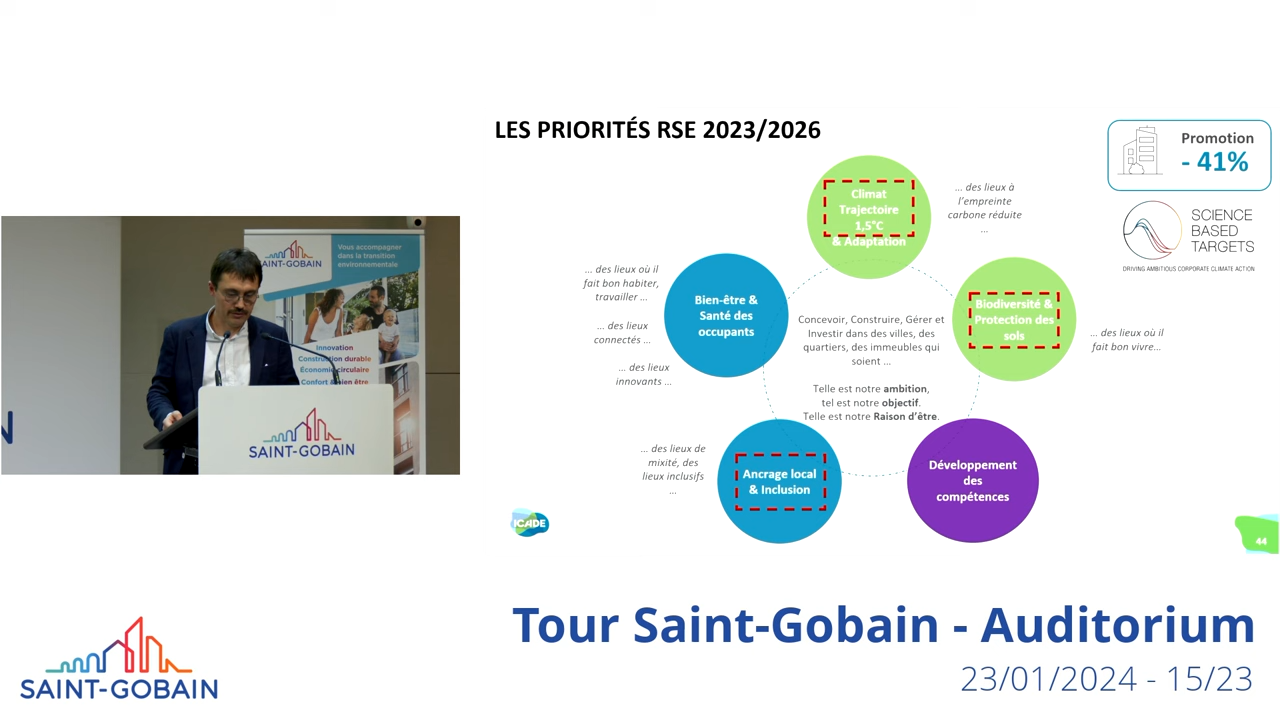 LES PRIORITÉS RSE 2023/2026
Promotion
- 41%
SCIENCE
BASED
TARGETS
DRIVING AMBITIOUS CORPORATE CLIMATE ACTION
Climat
Trajectoire
1,5°C
& Adaptation
... des lieux à
l'empreinte
carbone réduite
...
Biodiversité &
Protection des
sols
... des lieux où il
fait bon vivre...
Développement
des
compétences
Ancrage local
& Inclusion
... des lieux de
mixité, des
lieux inclusifs
...
Bien-être &
Santé des
occupants
... des lieux où il
fait bon habiter,
travailler ...
... des lieux
connectés ...
... des lieux
innovants ...
Concevoir, Construire, Gérer et
Investir dans des villes, des
quartiers, des immeubles qui
soient ...
Telle est notre ambition,
tel est notre objectif.
Telle est notre Raison d'être.
ICADE
44
SAINT-GOBAIN
Vous accompagner
dans la transition
environnementale
Innovation
Construction durable
Économie circulaire
Confort & bien être
SAINT-GOBAIN
N
SAINT-GOBAIN
Tour Saint-Gobain - Auditorium
23/01/2024 - 15/23